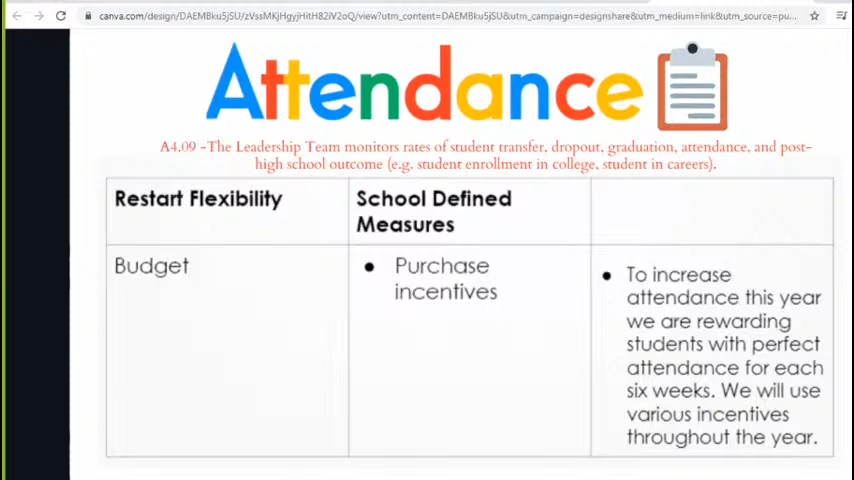 canva.com/design/DAEMBku5jSU/zVssMKjHgyjHitH82iV2oQ/view?utm_content=DAEMBku5jSU&utm_campaign=designshare&utm_medium=link&utm_source=pu...
Attendance
A4.09 -The Leadership Team monitors rates of student transfer, dropout, graduation, attendance, and post-
high school outcome (e.g. student enrollment in college, student in careers).
Restart Flexibility
School Defined
Measures
Budget
● Purchase
incentives
● To increase
attendance this year
we are rewarding
students with perfect
attendance for each
six weeks. We will use
various incentives
throughout the year.